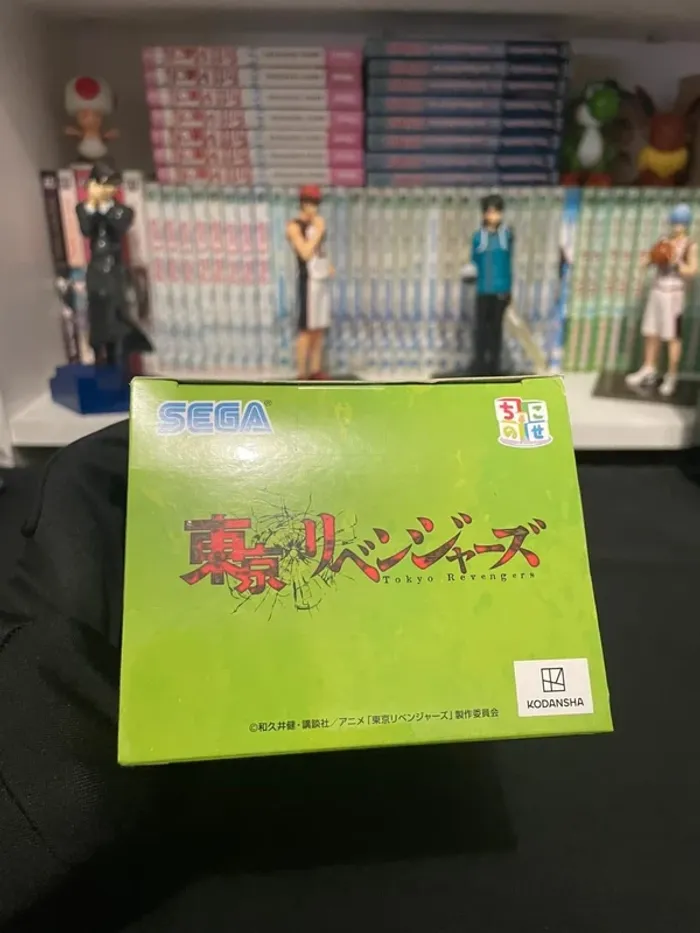 SEGA
ちこ
のせ
東京リベンジャーズ
Tokyo Revengers
KODANSHA
©和久井健・講談社／アニメ「東京リベンジャーズ」製作委員会